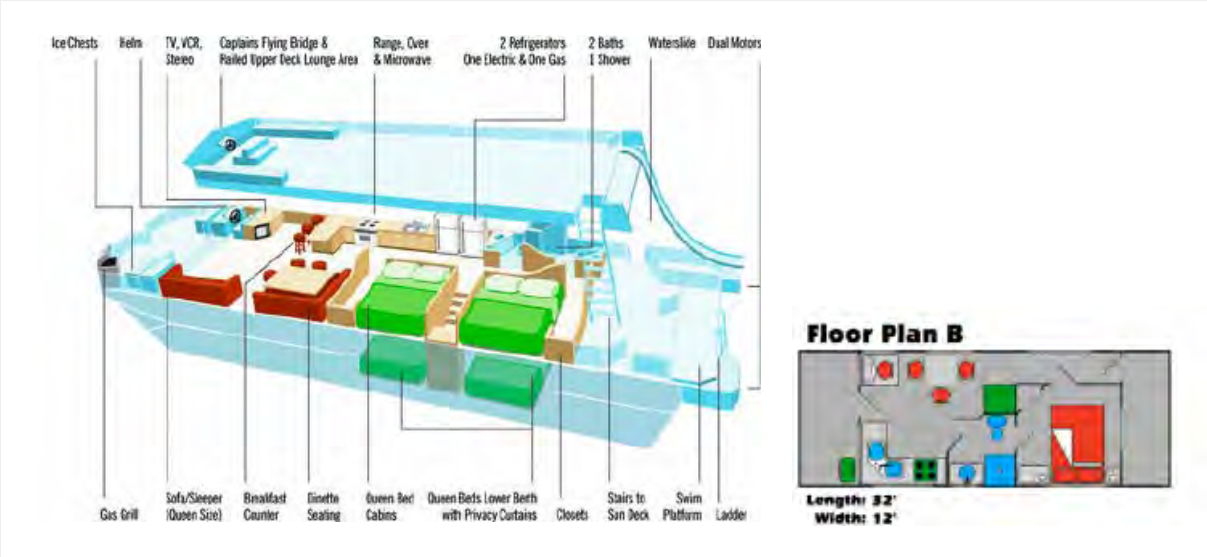 Ice Chests
Helm
TV, VCR,
Stereo
Captains Flying Bridge &
Railed Upper Deck Lounge Area
Range, Oven
& Microwave
2 Refrigerators
One Electric & One Gas
2 Baths
1 Shower
Waterslide
Dual Motors
Gas Grill
Sofa/Sleeper
(Queen Size)
Breakfast
Counter
Dinette
Seating
Queen Bed
Cabins
Queen Beds Lower Berth
with Privacy Curtains
Closets
Stairs to
Sun Deck
Swim
Platform
Ladder
Floor Plan B
Length: 32'
Width: 12'